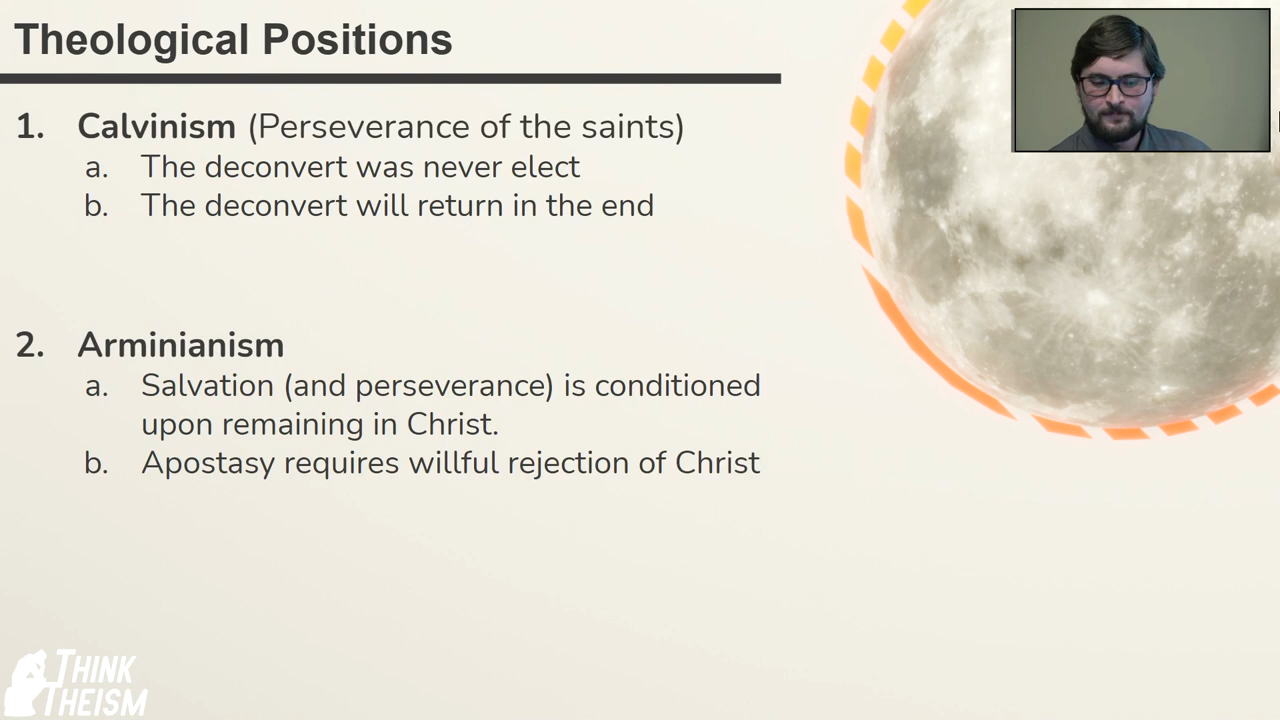 Theological Positions
1. Calvinism (Perseverance of the saints)
a. The deconvert was never elect
b. The deconvert will return in the end
2. Arminianism
a. Salvation (and perseverance) is conditioned
upon remaining in Christ.
b. Apostasy requires willful rejection of Christ
THINK
THEISM